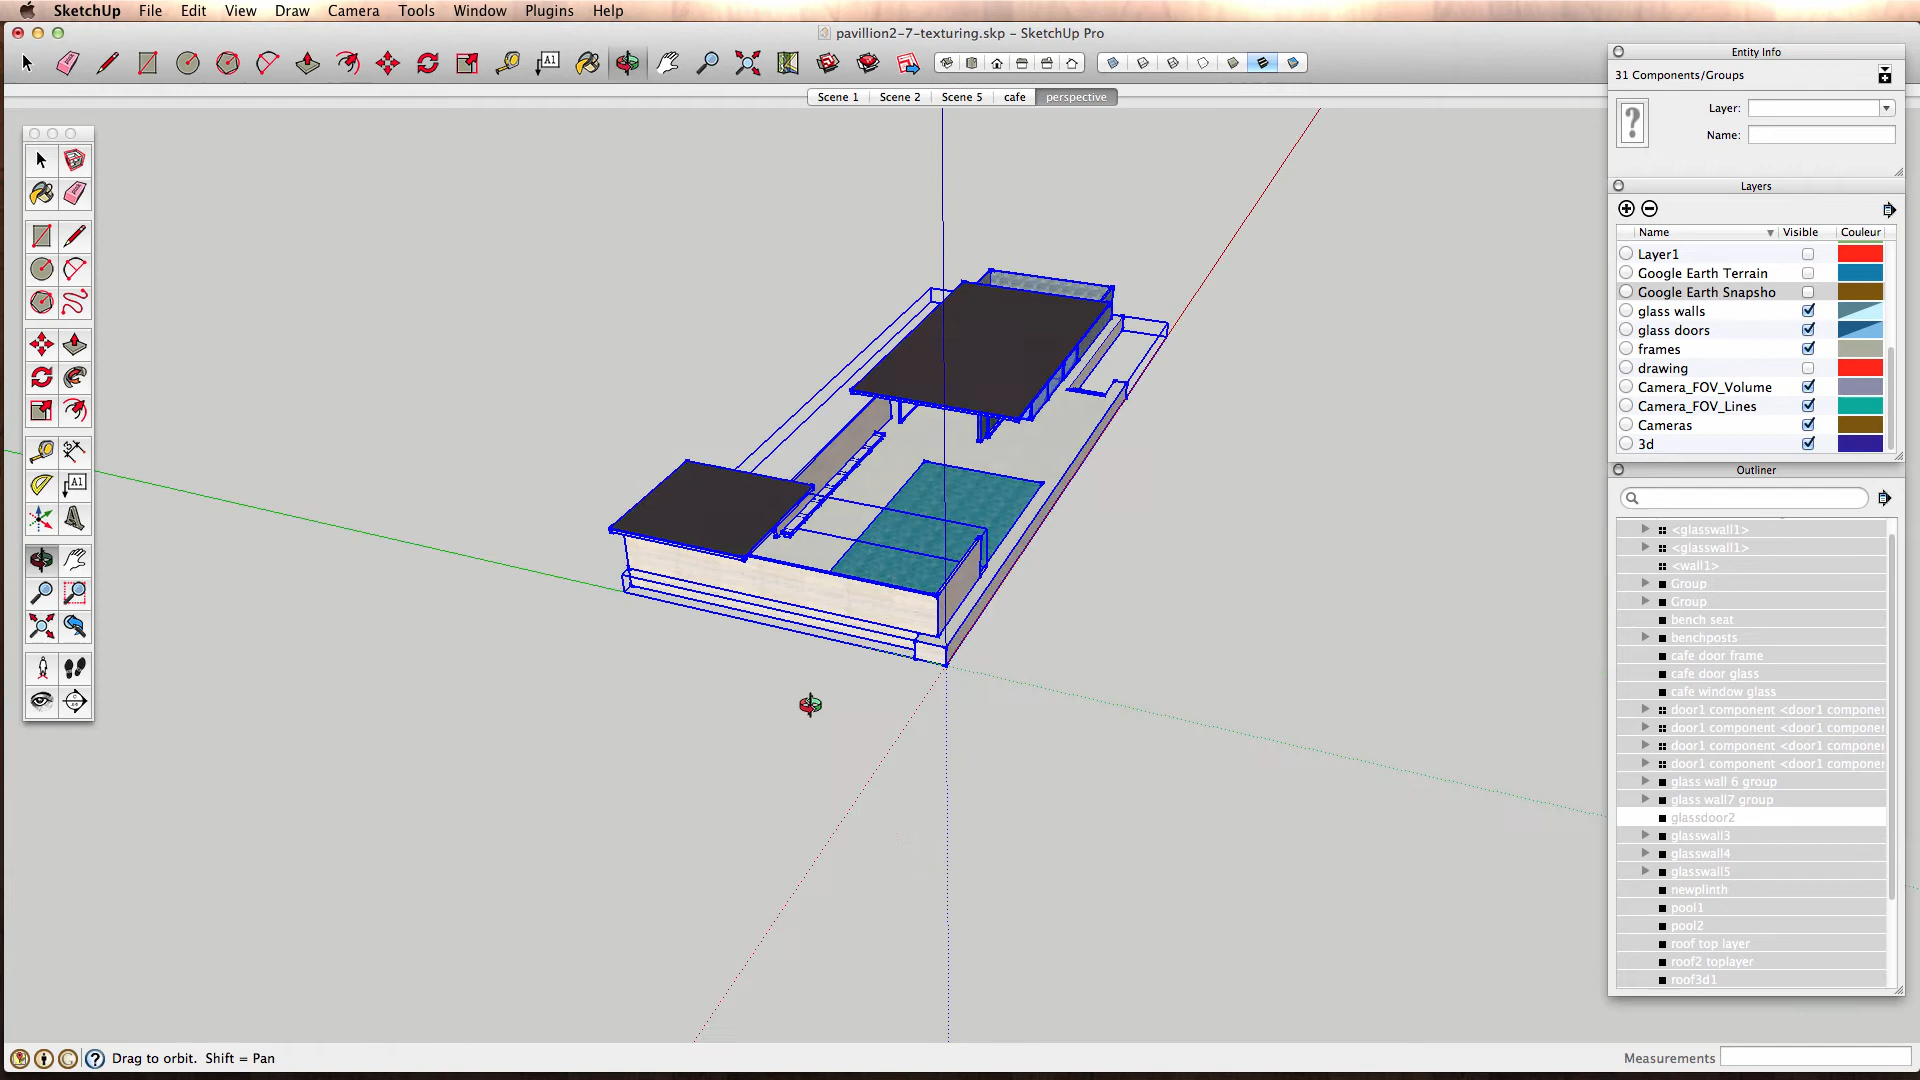 SketchUp File Edit View Draw Camera Tools Window Plugins Help
pavillion2-7-texturing.skp - SketchUp Pro
A1
Scene 1 Scene 2 Scene 5 cafe perspective
Entity Info
31 Components/Groups
Layer:
Name:
Layers
Name Visible Couleur
Layer1
Google Earth Terrain
Google Earth Snapsho
glass walls
glass doors
frames
drawing
Camera_FOV_Volume
Camera_FOV_Lines
Cameras
3d
Outliner
<glasswall1>
<glasswall1>
<wall1>
Group
Group
bench seat
benchposts
cafe door frame
cafe door glass
cafe window glass
door1 component <door1 compone
door1 component <door1 compone
door1 component <door1 compone
door1 component <door1 compone
glass wall 6 group
glass wall7 group
glassdoor2
glasswall3
glasswall4
glasswall5
newplinth
pool1
pool2
roof top layer
roof2 toplayer
roof3d1
A1
Drag to orbit. Shift = Pan
Measurements